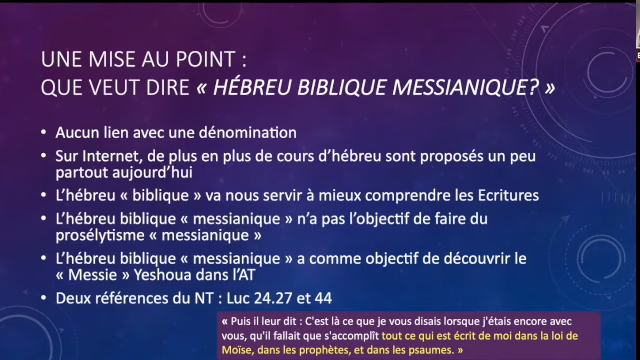 UNE MISE AU POINT :
QUE VEUT DIRE « HÉBREU BIBLIQUE MESSIANIQUE? »
• Aucun lien avec une dénomination
• Sur Internet, de plus en plus de cours d’hébreu sont proposés un peu
partout aujourd’hui
• L’hébreu « biblique » va nous servir à mieux comprendre les Ecritures
• L’hébreu biblique « messianique » n’a pas l’objectif de faire du
prosélytisme « messianique »
• L’hébreu biblique « messianique » a comme objectif de découvrir le
« Messie » Yeshoua dans l’AT
• Deux références du NT : Luc 24.27 et 44
« Puis il leur dit : C'est là ce que je vous disais lorsque j'étais encore avec
vous, qu'il fallait que s'accomplît tout ce qui est écrit de moi dans la loi de
Moïse, dans les prophètes, et dans les psaumes. »